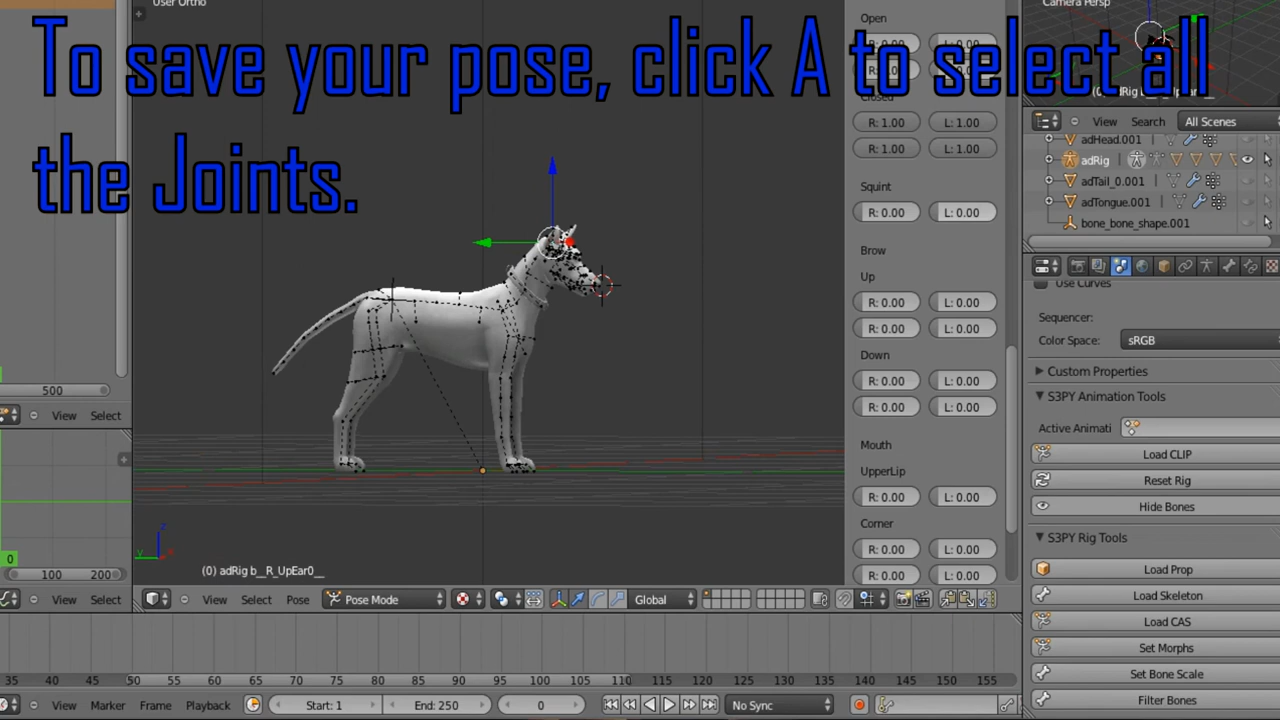 User Ortho
To save your pose, click A to select all
the Joints.
Open
L: 0.00
Closed
R: 1.00
L: 1.00
R: 1.00
L: 1.00
Squint
R: 0.00
L: 0.00
Brow
Up
R: 0.00
L: 0.00
R: 0.00
L: 0.00
Down
R: 0.00
L: 0.00
R: 0.00
L: 0.00
Mouth
UpperLip
R: 0.00
L: 0.00
Corner
R: 0.00
L: 0.00
R: 0.00
L: 0.00
Camera Persp
View
Search
All Scenes
adHead.001
adRig
adTail_0.001
adTongue.001
bone_bone_shape.001
Use Curves
Sequencer:
Color Space:
sRGB
Custom Properties
S3PY Animation Tools
Active Animati
Load CLIP
Reset Rig
Hide Bones
S3PY Rig Tools
Load Prop
Load Skeleton
Load CAS
Set Morphs
Set Bone Scale
Filter Bones
500
View
Select
0
100
200
View
Select
z
y
x
(0) adRig b__R_UpEar0__
View
Select
Pose
Pose Mode
Global
35 40 45 50 55 60 65 70 75 80 85 90 95 100 105 110 115 120 125 130 135 140 145 150 155
View
Marker
Frame
Playback
Start: 1
End: 250
0
No Sync